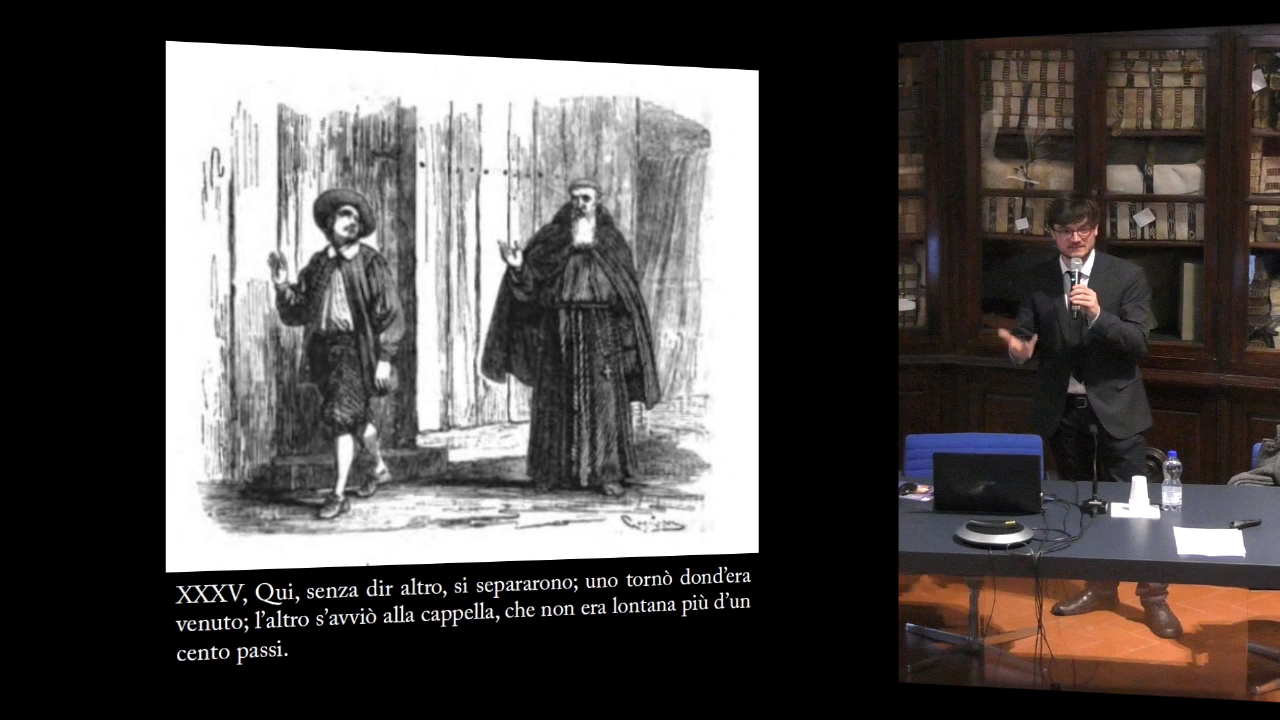 XXXV, Qui, senza dir altro, si separarono; uno tornò dond'era
venuto; l'altro s'avviò alla cappella, che non era lontana più d'un
cento passi.